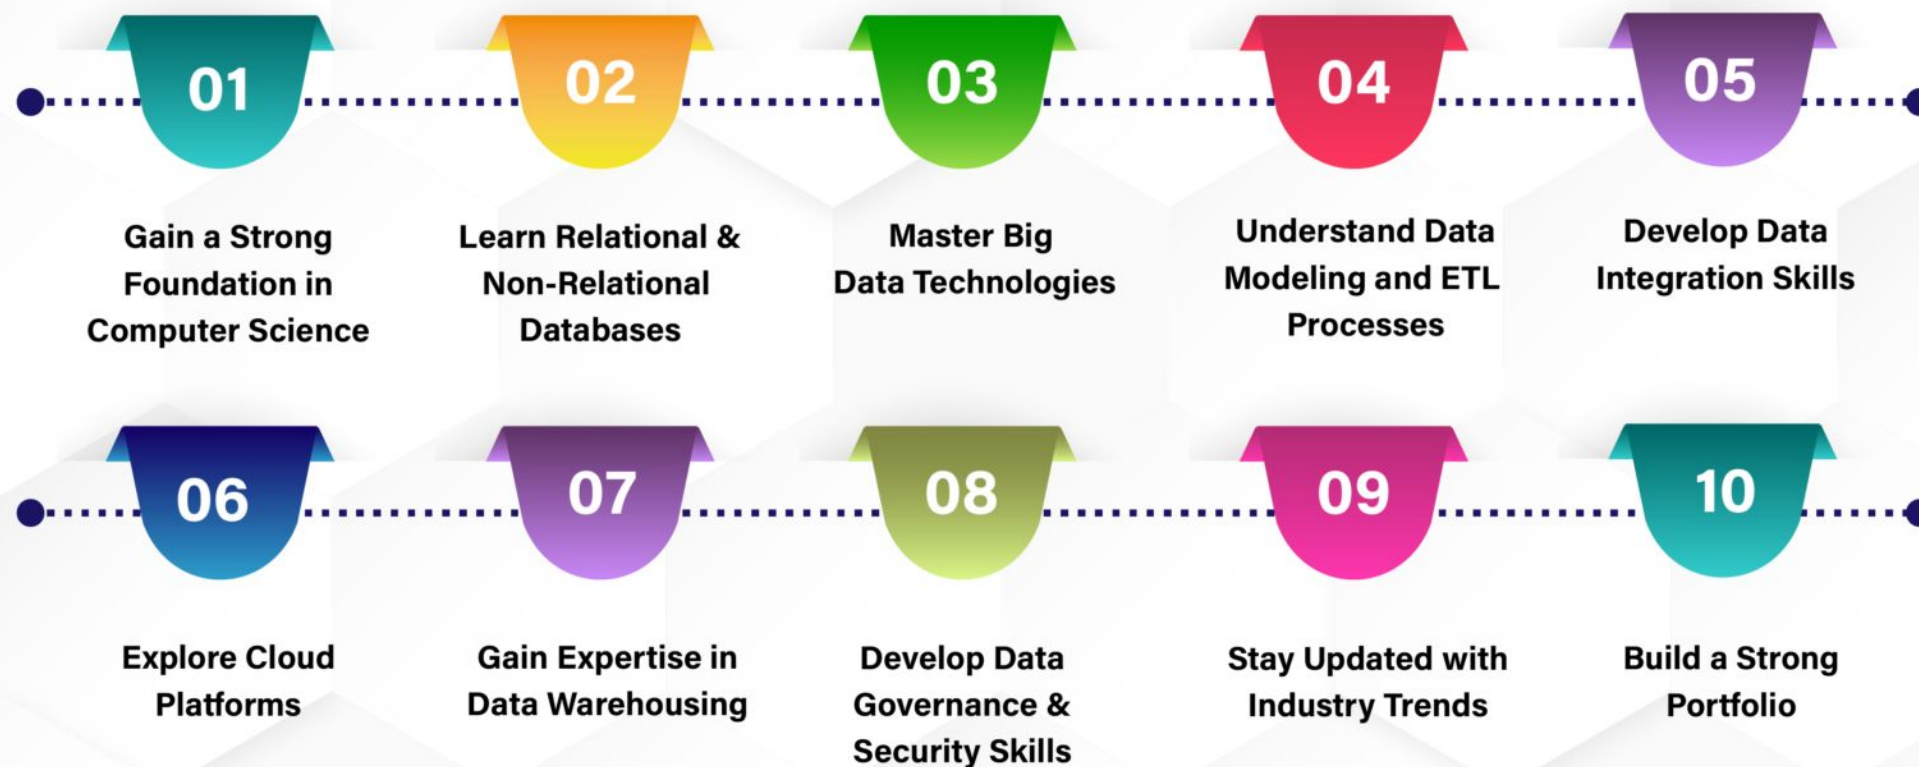 01
Gain a Strong
Foundation in
Computer Science
02
Learn Relational &
Non-Relational
Databases
03
Master Big
Data Technologies
04
Understand Data
Modeling and ETL
Processes
05
Develop Data
Integration Skills
06
Explore Cloud
Platforms
07
Gain Expertise in
Data Warehousing
08
Develop Data
Governance &
Security Skills
09
Stay Updated with
Industry Trends
10
Build a Strong
Portfolio